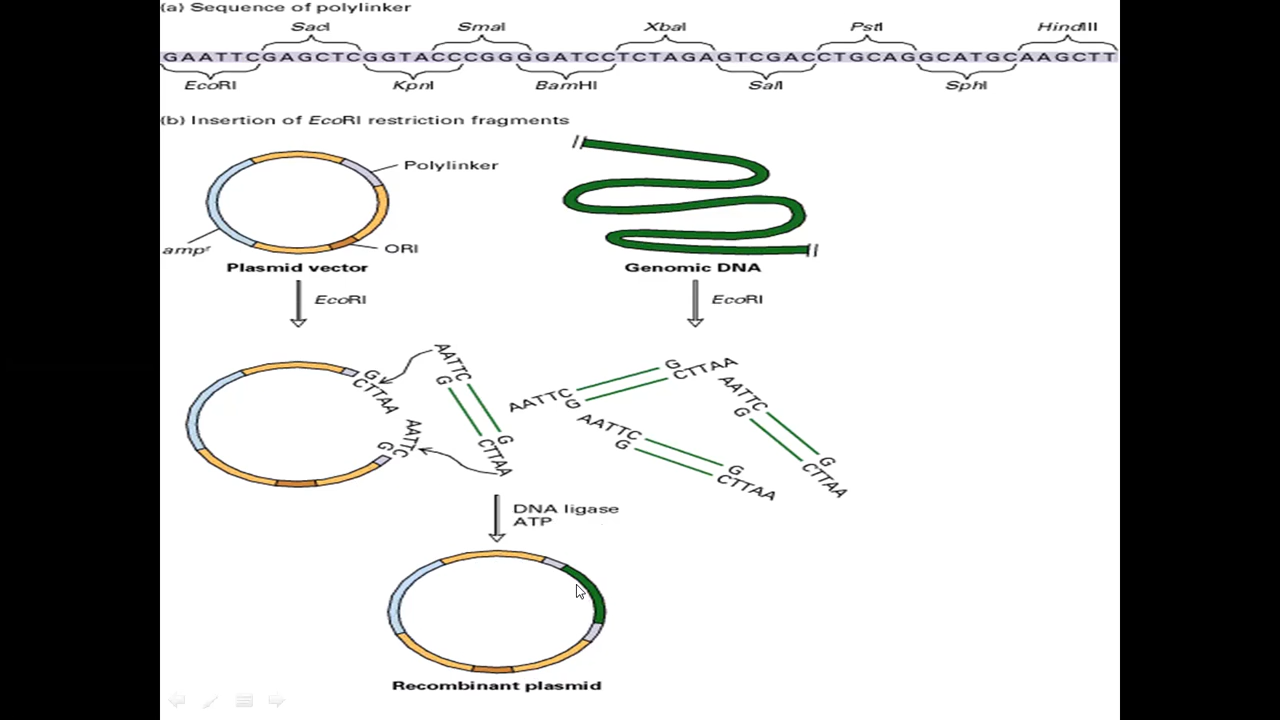 (a) Sequence of polylinker
SacI SmaI XbaI PstI HindIII
GAATTCGAGCTCGGTACCCGGGGATCCTCTAGAGTCGACCTGCAGGCATGCAAGCTT
EcoRI KpnI BamHI SalI SphI
(b) Insertion of EcoRI restriction fragments
Polylinker
ampr
ORI
Plasmid vector
Genomic DNA
EcoRI
EcoRI
G
CTTAA
AATTC
G
AATTC
G
G
CTTAA
AATTC
G
G
CTTAA
AATTC
G
G
CTTAA
AATTC
G
G
CTTAA
DNA ligase
ATP
Recombinant plasmid